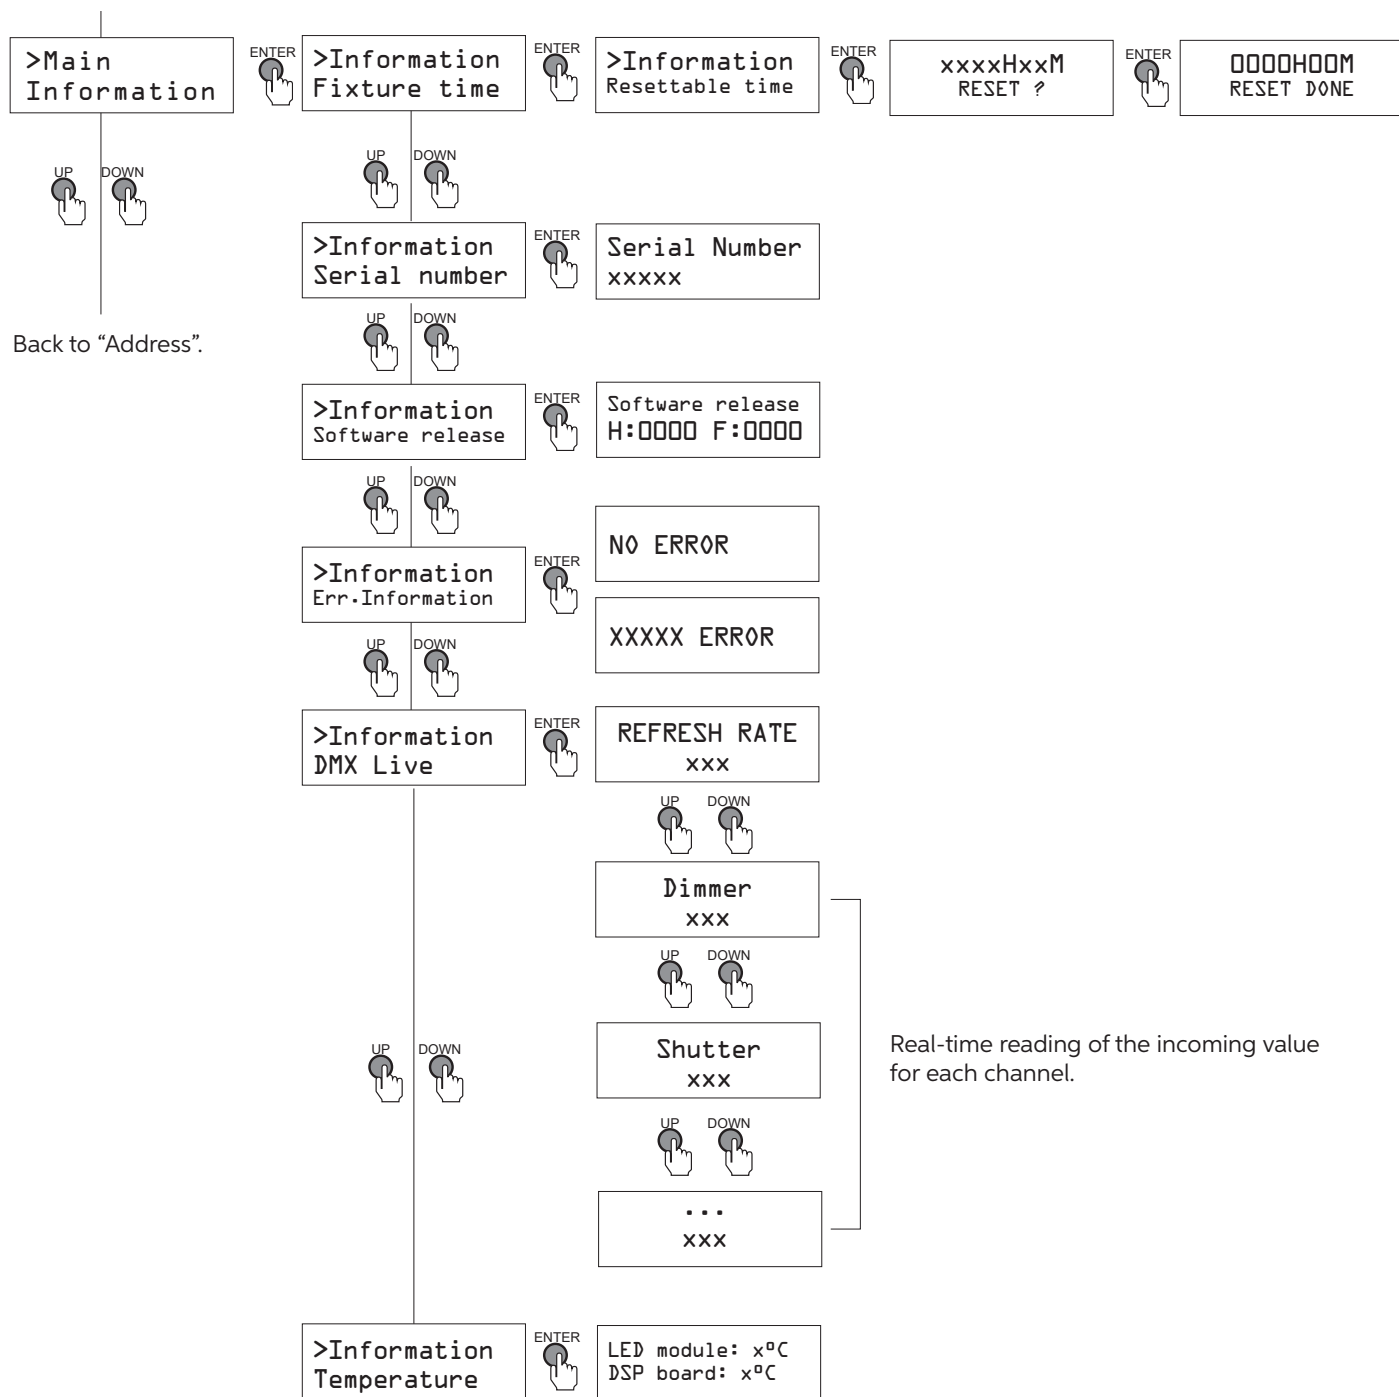 >Main
Information
ENTER
>Information
Fixture time
ENTER
>Information
Resettable time
ENTER
xxxxHxxM
RESET ?
ENTER
0000H00M
RESET DONE
UP DOWN
UP DOWN
Back to “Address”.
>Information
Serial number
ENTER
Serial Number
xxxxx
UP DOWN
>Information
Software release
ENTER
Software release
H:0000 F:0000
UP DOWN
>Information
Err.Information
ENTER
NO ERROR
XXXXX ERROR
UP DOWN
>Information
DMX Live
ENTER
REFRESH RATE
xxx
UP DOWN
Dimmer
xxx
UP DOWN
Shutter
xxx
UP DOWN
...
xxx
Real-time reading of the incoming value
for each channel.
UP DOWN
>Information
Temperature
ENTER
LED module: xºC
DSP board: xºC